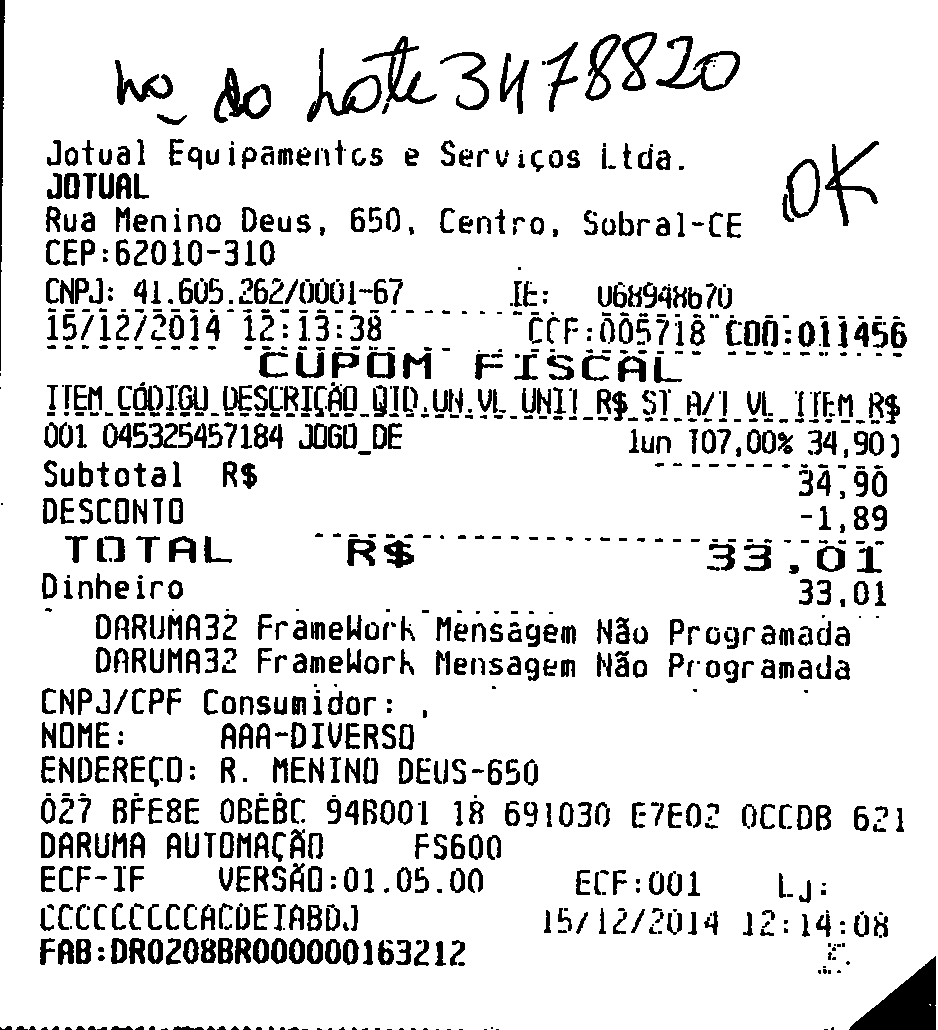 no do Lote 3478820
OK
Jotual Equipamentos e Serviços Ltda.
JOTUAL
Rua Menino Deus, 650, Centro, Sobral-CE
CEP:62010-310
CNPJ: 41.605.262/0001-67 IE: 068948670
15/12/2014 12:13:38 CCF:005718 COO:011456
CUPOM FISCAL
ITEM CÓDIGO DESCRIÇÃO QTD.UN.VL UNIT R$ ST A/T VL ITEM R$
001 045325457184 JOGO_DE 1un T07,00% 34,90
Subtotal R$ 34,90
DESCONTO -1,89
TOTAL R$ 33,01
Dinheiro 33,01
DARUMA32 FrameWork Mensagem Não Programada
DARUMA32 FrameWork Mensagem Não Programada
CNPJ/CPF Consumidor: ,
NOME: AAA-DIVERSO
ENDEREÇO: R. MENINO DEUS-650
027 BFE8E 0BEBC 94B001 18 691030 E7E02 0CCDB 621
DARUMA AUTOMAÇÃO FS600
ECF-IF VERSÃO:01.05.00 ECF:001 Lj:
CCCCCCCCCACDEIABDJ 15/12/2014 12:14:08
FAB:DR0208BR000000163212